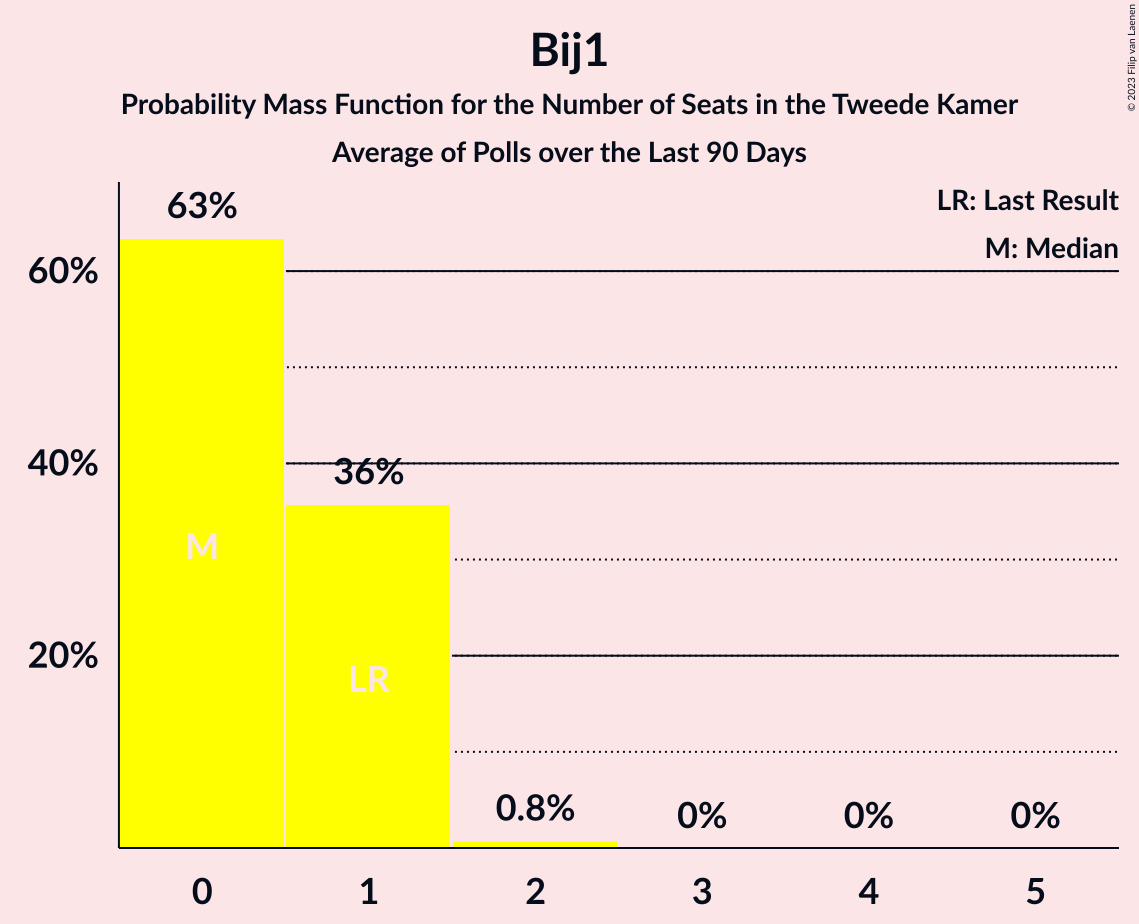 Bij1
Probability Mass Function for the Number of Seats in the Tweede Kamer
Average of Polls over the Last 90 Days
© 2023 Filip van Laenen
LR: Last Result
M: Median
63%
60%
36%
40%
M
LR
20%
0.8%
0%
0%
0%
0
1
2
3
4
5